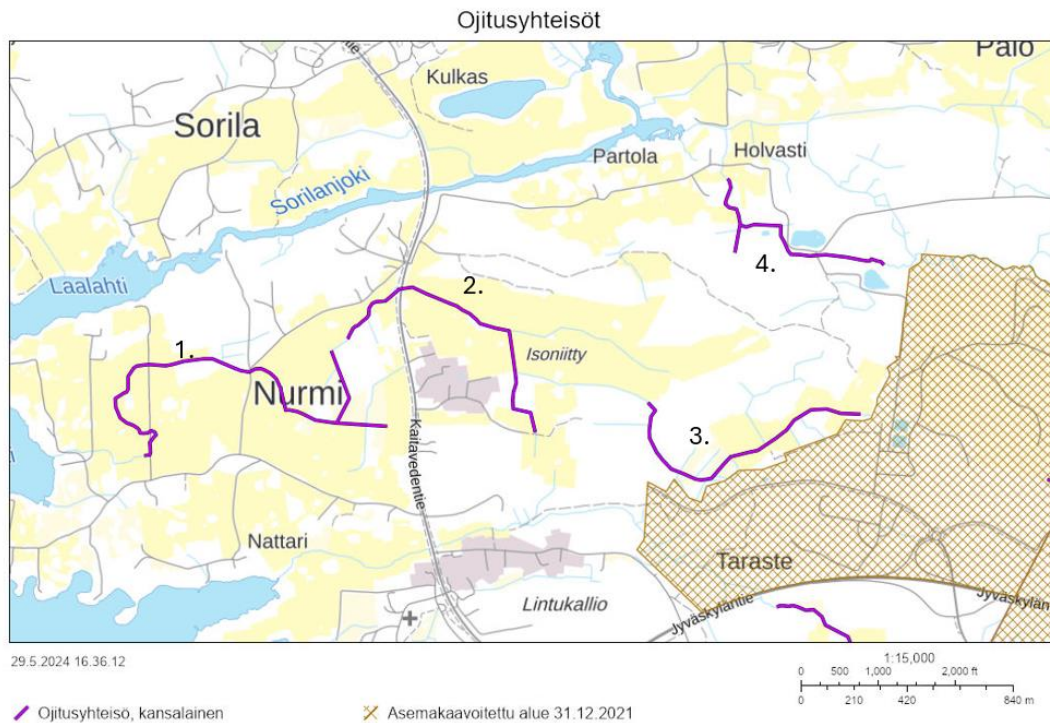 Ojitusyhteisöt
Palo
Kulkas
Sorila
Partola
Holvasti
Sorilanjoki
4.
Laalahti
2.
1.
Isoniitty
Nurmi
3.
Kaitavedentie
Nattari
Taraste
Lintukallio
Jyväskyläntie
29.5.2024 16.36.12
1:15,000
0 500 1,000 2,000 ft
0 210 420 840 m
Ojitusyhteisö, kansalainen
Asemakaavoitettu alue 31.12.2021